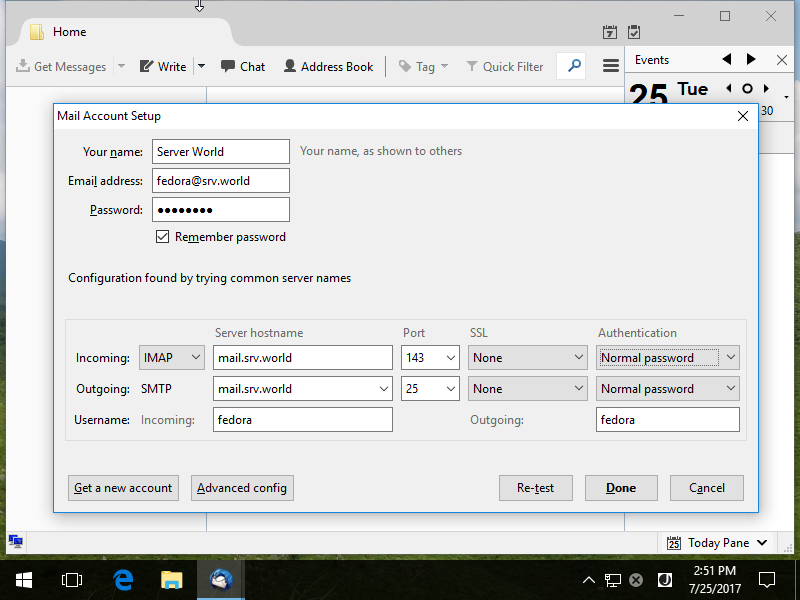 Home
7
Get Messages Write Chat Address Book Tag Quick Filter
Events
25 Tue
30
Mail Account Setup
Your name: Server World Your name, as shown to others
Email address: fedora@srv.world
Password: ●●●●●●●●
Remember password
Configuration found by trying common server names
Server hostname Port SSL Authentication
Incoming: IMAP mail.srv.world 143 None Normal password
Outgoing: SMTP mail.srv.world 25 None Normal password
Username: Incoming: fedora Outgoing: fedora
Get a new account Advanced config Re-test Done Cancel
25 Today Pane
2:51 PM
7/25/2017